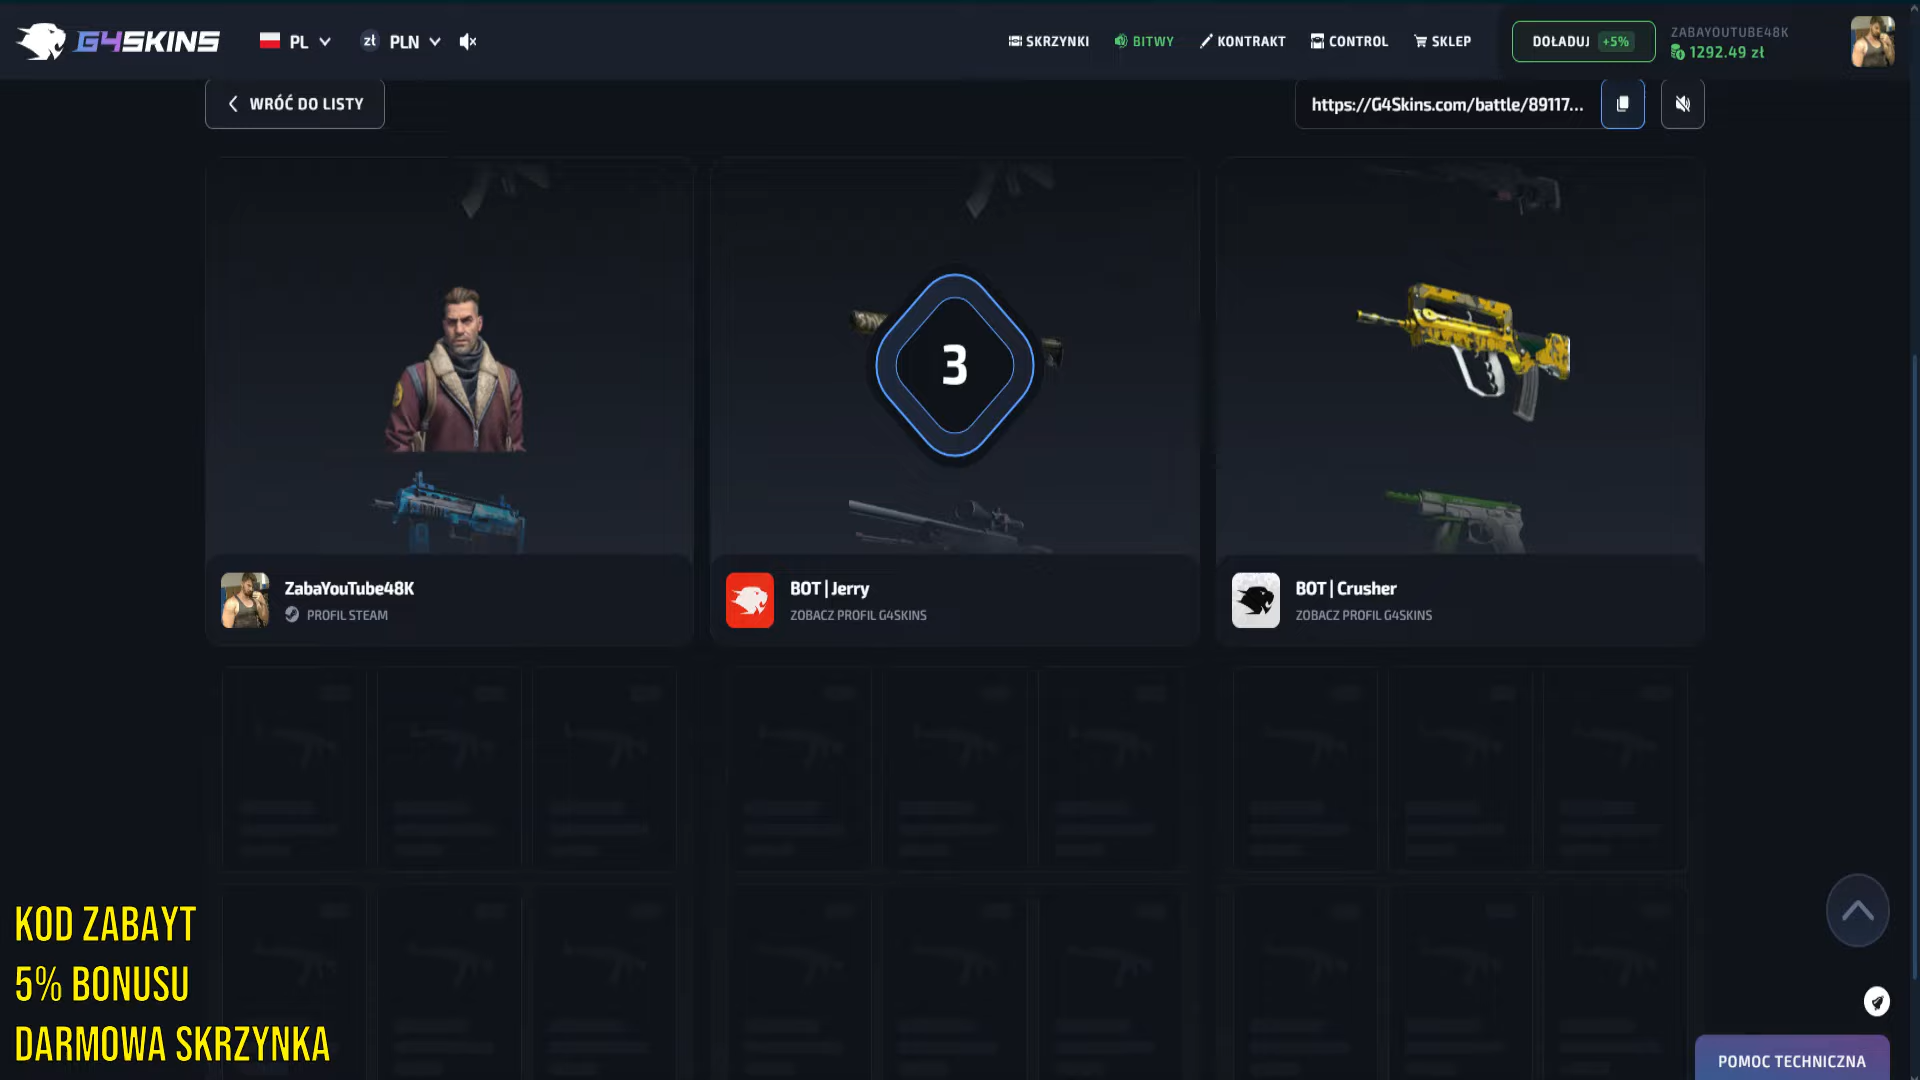 G4SKINS
PL
zł PLN
SKRZYNKI
BITWY
KONTRAKT
CONTROL
SKLEP
DOŁADUJ +5%
ZABAYOUTUBE48K
1292.49 zł
WRÓĆ DO LISTY
https://G4Skins.com/battle/89117...
3
ZabaYouTube48K
PROFIL STEAM
BOT | Jerry
ZOBACZ PROFIL G4SKINS
BOT | Crusher
ZOBACZ PROFIL G4SKINS
KOD ZABAYT
5% BONUSU
DARMOWA SKRZYNKA
POMOC TECHNICZNA